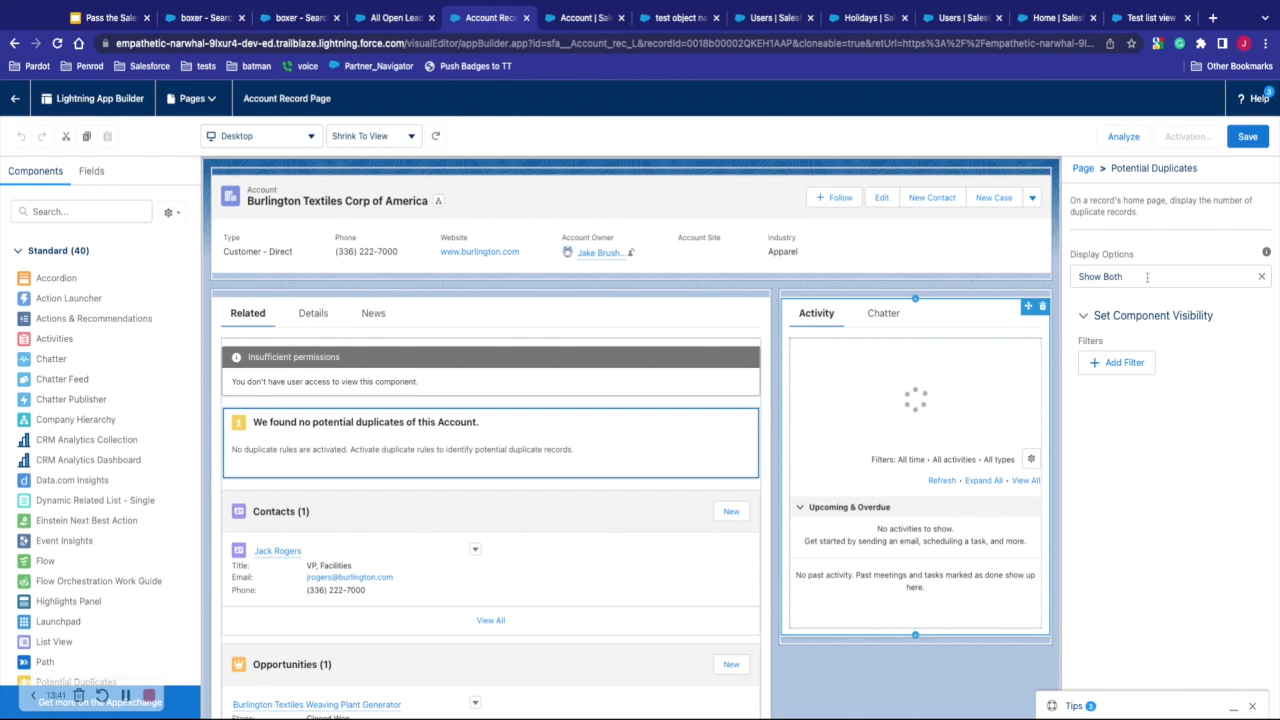 Pass the Sale
boxer - Searc
boxer - Searc
All Open Lead
Account Reco
Account | Sal
test object na
Users | Salesf
Holidays | Sal
Users | Salesf
Home | Salesf
Test list view
empathetic-narwhal-9lxur4-dev-ed.trailblaze.lightning.force.com/visualEditor/appBuilder.app?id=sfa__Account_rec_L&recordId=0018b00002QKEH1AAP&cloneable=true&retUrl=https%3A%2F%2Fempathetic-narwhal-9l...
Pardot
Penrod
Salesforce
tests
batman
voice
Partner_Navigator
Push Badges to TT
Other Bookmarks
Lightning App Builder
Pages
Account Record Page
? Help
3
Desktop
Shrink To View
Analyze
Activation...
Save
Components
Fields
Search...
Standard (40)
Accordion
Action Launcher
Actions & Recommendations
Activities
Chatter
Chatter Feed
Chatter Publisher
Company Hierarchy
CRM Analytics Collection
CRM Analytics Dashboard
Data.com Insights
Dynamic Related List - Single
Einstein Next Best Action
Event Insights
Flow
Flow Orchestration Work Guide
Highlights Panel
Launchpad
List View
Path
Potential Duplicates
13:41
Get more on the AppExchange
Account
Burlington Textiles Corp of America
+ Follow
Edit
New Contact
New Case
Type
Phone
Website
Account Owner
Account Site
Industry
Customer - Direct
(336) 222-7000
www.burlington.com
Jake Brush...
Apparel
Related
Details
News
Insufficient permissions
You don't have user access to view this component.
We found no potential duplicates of this Account.
No duplicate rules are activated. Activate duplicate rules to identify potential duplicate records.
Contacts (1)
New
Jack Rogers
Title:
VP, Facilities
Email:
jrogers@burlington.com
Phone:
(336) 222-7000
View All
Opportunities (1)
New
Burlington Textiles Weaving Plant Generator
Stage:
Closed Won
Activity
Chatter
Filters: All time • All activities • All types
Refresh • Expand All • View All
Upcoming & Overdue
No activities to show.
Get started by sending an email, scheduling a task, and more.
No past activity. Past meetings and tasks marked as done show up
here.
Page > Potential Duplicates
On a record's home page, display the number of
duplicate records.
Display Options
Show Both
Set Component Visibility
Filters
+ Add Filter
Tips 3